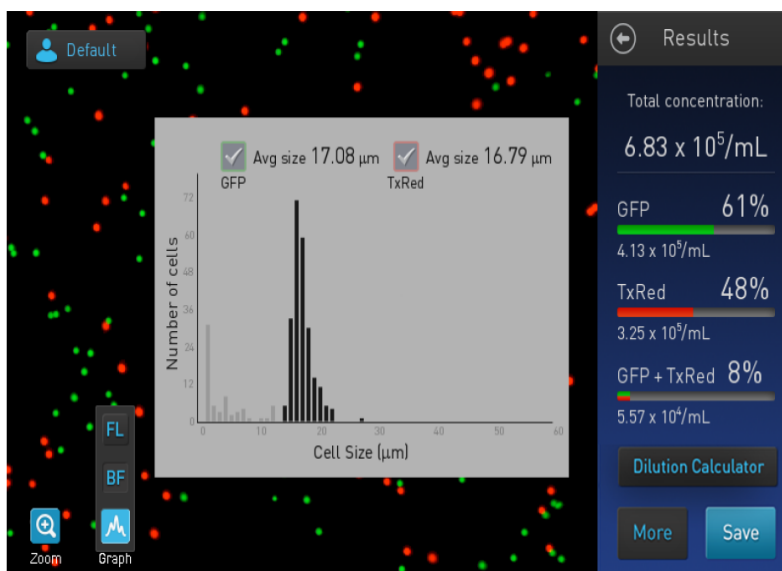 Default
Avg size 17.08 µm
GFP
Avg size 16.79 µm
TxRed
Number of cells
72
60
48
36
24
12
0
0 10 20 30 40 50 60
Cell Size (µm)
FL
BF
Zoom
Graph
Results
Total concentration:
6.83 x 10⁵/mL
GFP 61%
4.13 x 10⁵/mL
TxRed 48%
3.25 x 10⁵/mL
GFP + TxRed 8%
5.57 x 10⁴/mL
Dilution Calculator
More
Save